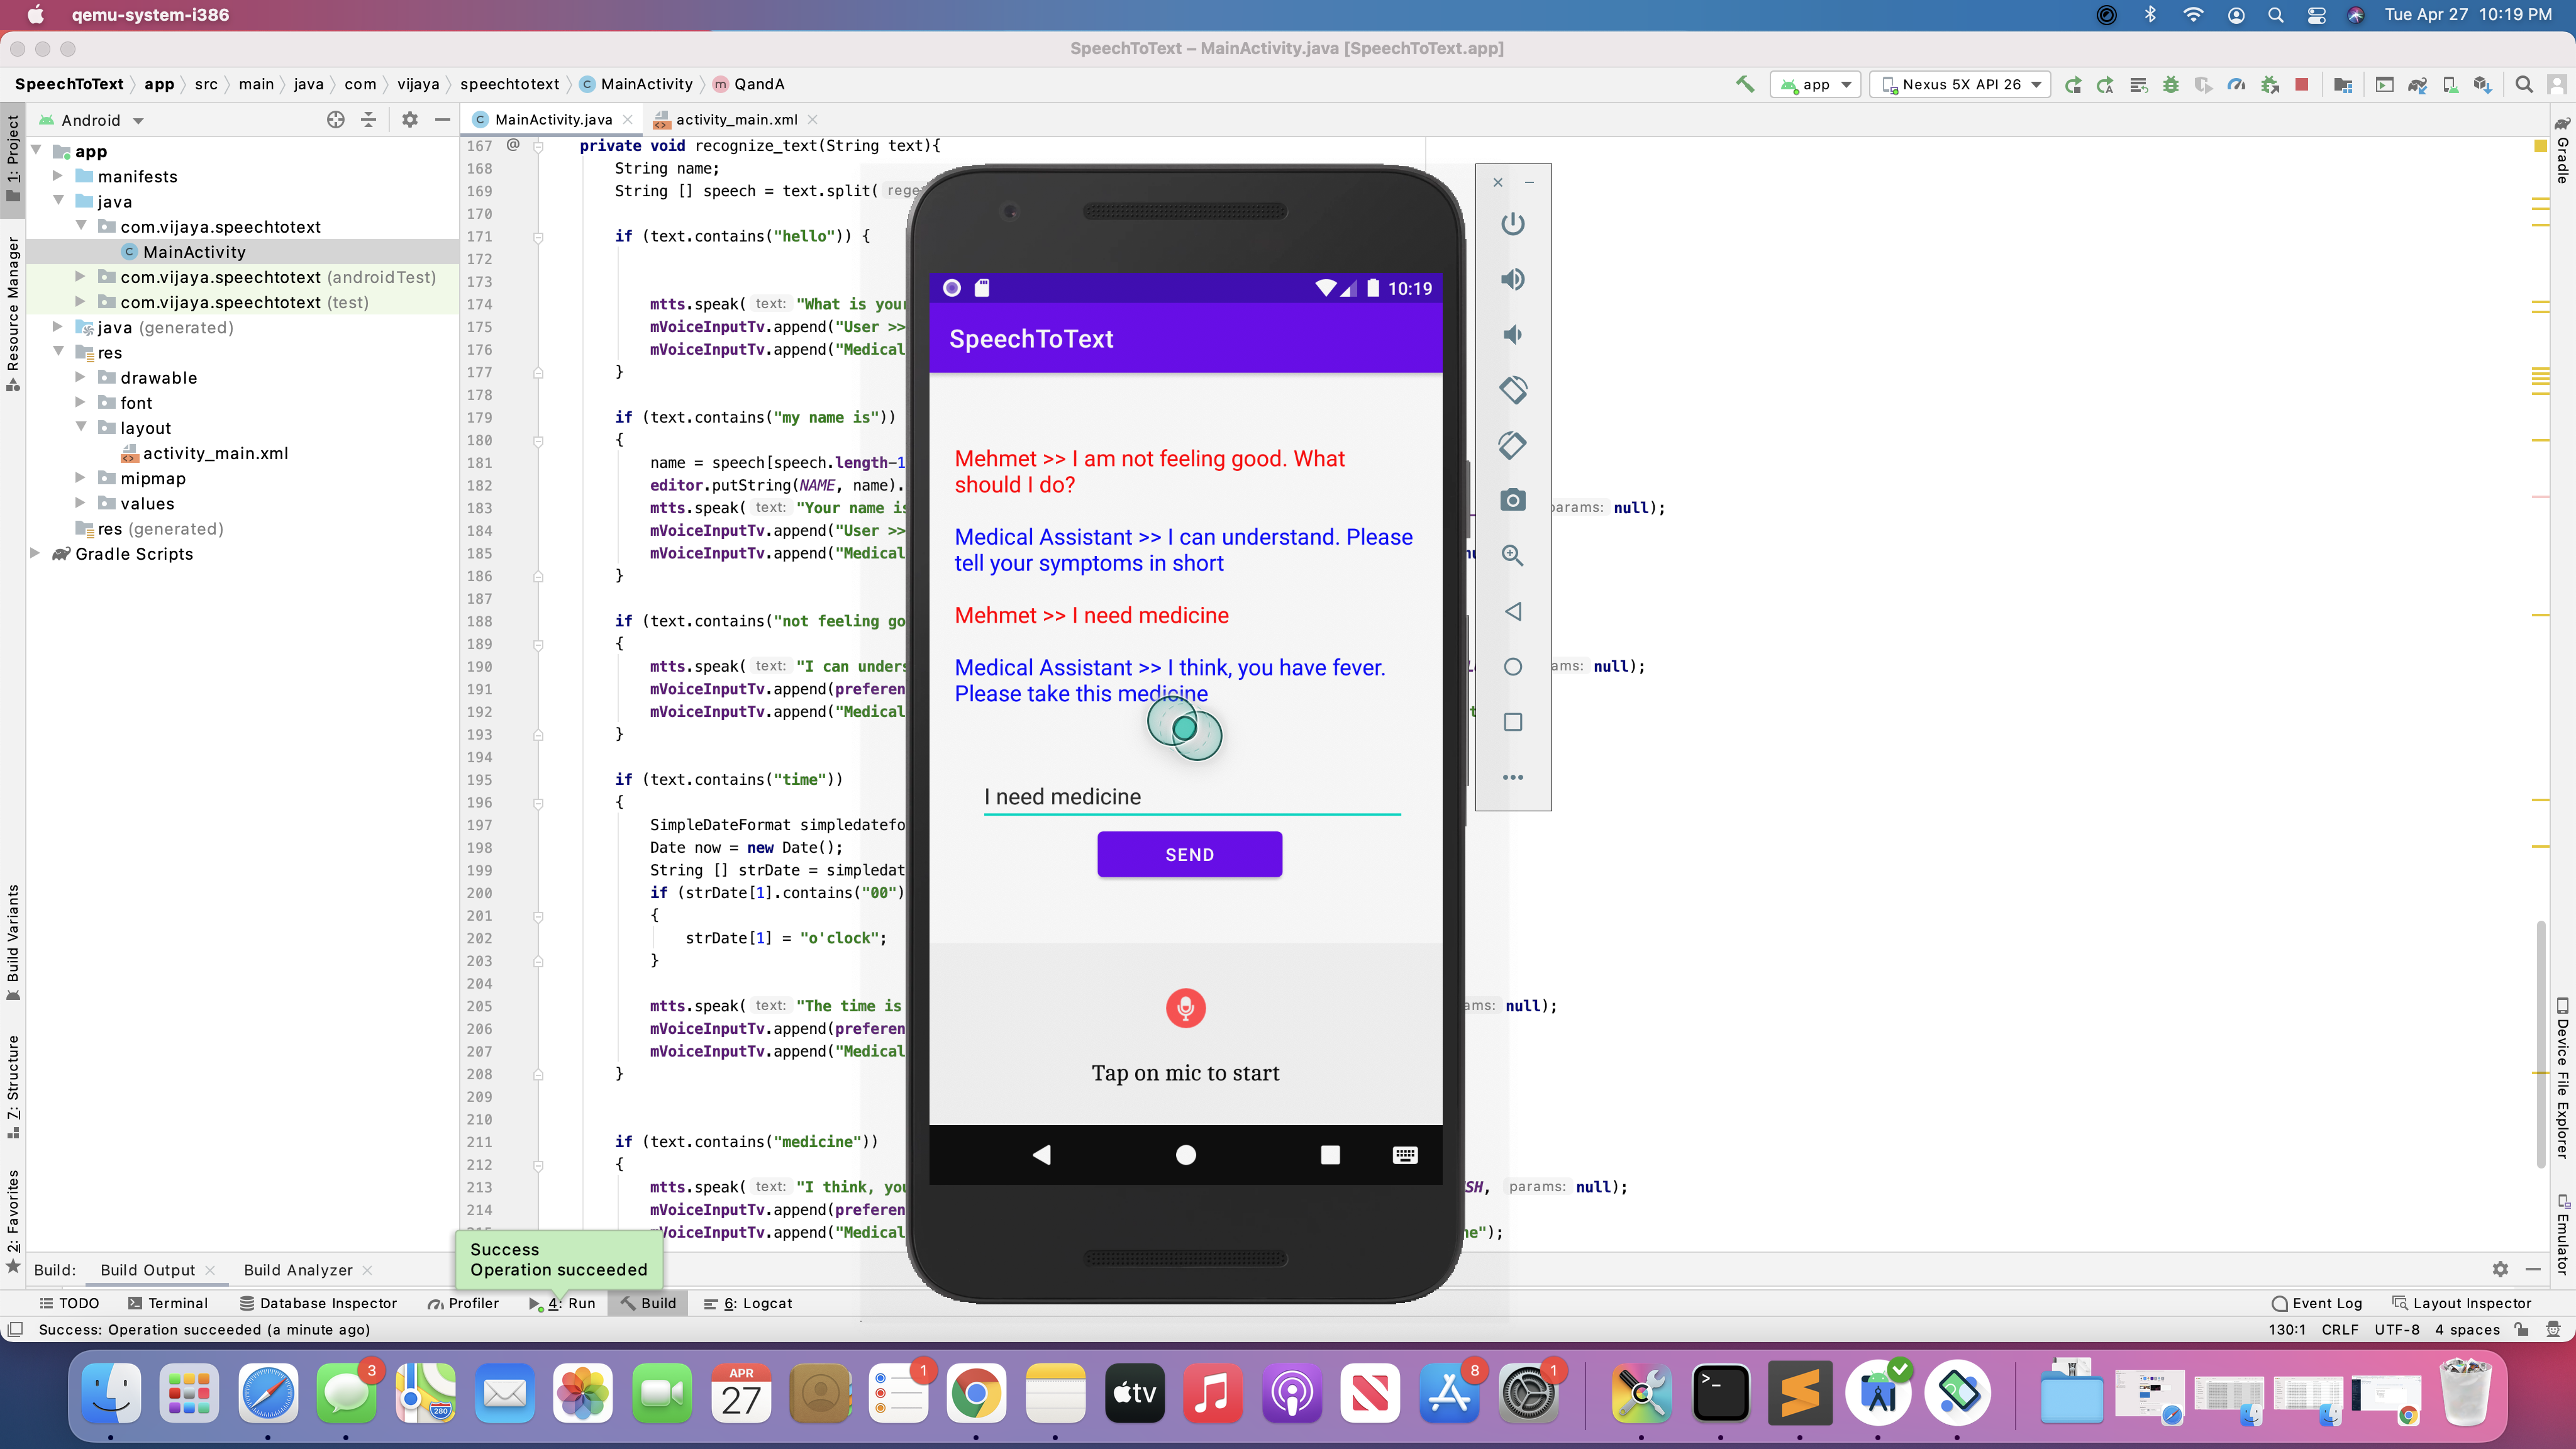 qemu-system-i386
Tue Apr 27 10:19 PM
SpeechToText – MainActivity.java [SpeechToText.app]
SpeechToText app src main java com vijaya speechtotext MainActivity QandA
app Nexus 5X API 26
Android
MainActivity.java activity_main.xml
1: Project
Resource Manager
Build Variants
7: Structure
2: Favorites
app
manifests
java
com.vijaya.speechtotext
MainActivity
com.vijaya.speechtotext (androidTest)
com.vijaya.speechtotext (test)
java (generated)
res
drawable
font
layout
activity_main.xml
mipmap
values
res (generated)
Gradle Scripts
167 @ private void recognize_text(String text){
168 String name;
169 String [] speech = text.split( rege
170
171 if (text.contains("hello")) {
172
173
174 mtts.speak( text: "What is your
175 mVoiceInputTv.append("User >>
176 mVoiceInputTv.append("Medical
177 }
178
179 if (text.contains("my name is"))
180 {
181 name = speech[speech.length-1
182 editor.putString(NAME, name).
183 mtts.speak( text: "Your name is params: null);
184 mVoiceInputTv.append("User >>
185 mVoiceInputTv.append("Medical
186 }
187
188 if (text.contains("not feeling go
189 {
190 mtts.speak( text: "I can unders ams: null);
191 mVoiceInputTv.append(preferen
192 mVoiceInputTv.append("Medical
193 }
194
195 if (text.contains("time"))
196 {
197 SimpleDateFormat simpledatefo
198 Date now = new Date();
199 String [] strDate = simpledat
200 if (strDate[1].contains("00")
201 {
202 strDate[1] = "o'clock";
203 }
204
205 mtts.speak( text: "The time is ams: null);
206 mVoiceInputTv.append(preferen
207 mVoiceInputTv.append("Medical
208 }
209
210
211 if (text.contains("medicine"))
212 {
213 mtts.speak( text: "I think, you SH, params: null);
214 mVoiceInputTv.append(preferen
215 mVoiceInputTv.append("Medical ne");
10:19
SpeechToText
Mehmet >> I am not feeling good. What
should I do?
Medical Assistant >> I can understand. Please
tell your symptoms in short
Mehmet >> I need medicine
Medical Assistant >> I think, you have fever.
Please take this medicine
I need medicine
SEND
Tap on mic to start
Gradle
Device File Explorer
Emulator
Success
Operation succeeded
Build: Build Output Build Analyzer
TODO Terminal Database Inspector Profiler 4: Run Build 6: Logcat Event Log Layout Inspector
Success: Operation succeeded (a minute ago) 130:1 CRLF UTF-8 4 spaces
3
280
APR
27
1
tv
8
1